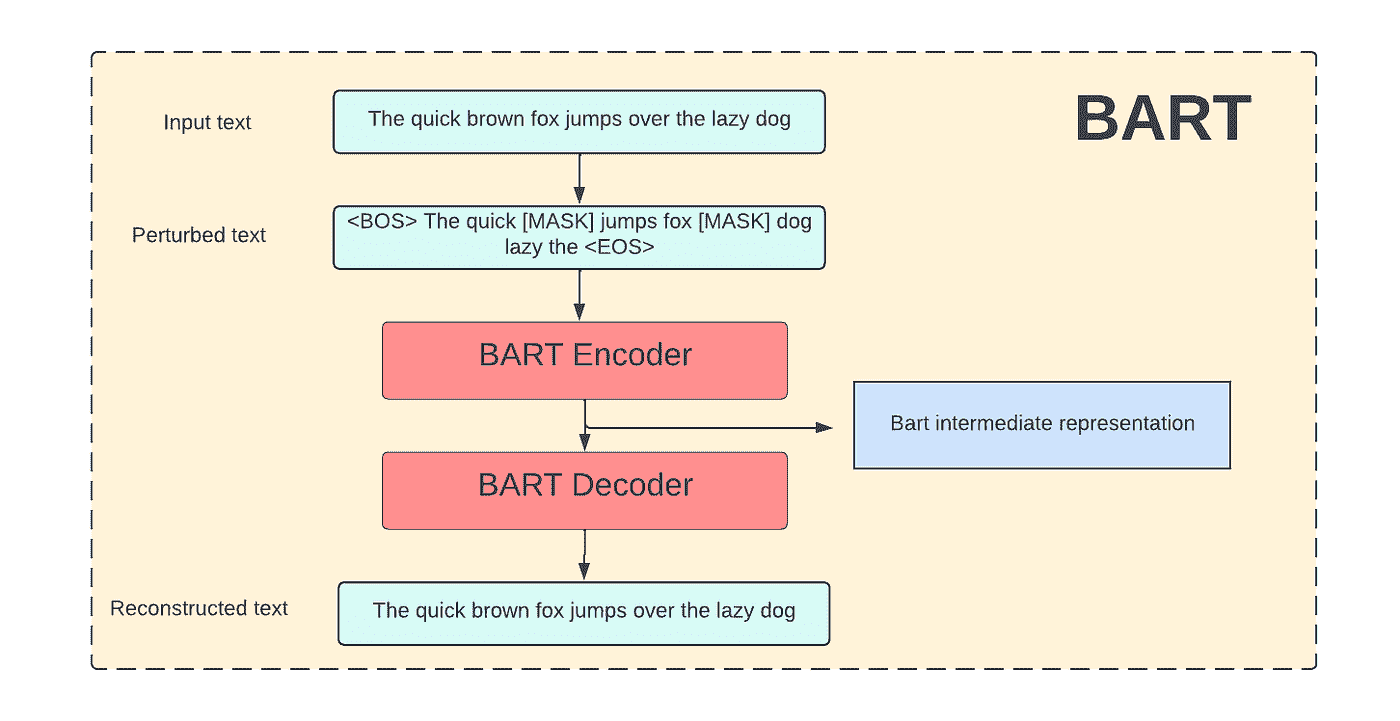 BART
Input text
The quick brown fox jumps over the lazy dog
Perturbed text
<BOS> The quick [MASK] jumps fox [MASK] dog
lazy the <EOS>
BART Encoder
Bart intermediate representation
BART Decoder
Reconstructed text
The quick brown fox jumps over the lazy dog